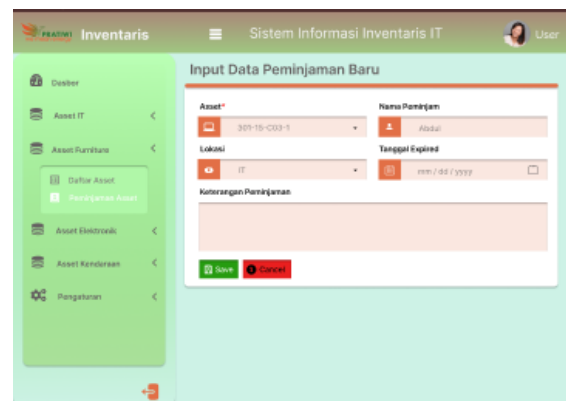 PRATIWI Inventaris
Sistem Informasi Inventaris IT
User
Dasbor
Asset IT
Asset Furniture
Daftar Asset
Peminjaman Asset
Asset Elektronik
Asset Kendaraan
Pengaturan
Input Data Peminjaman Baru
Asset*
Nama Peminjam
301-15-C03-1
Abdul
Lokasi
Tanggal Expired
IT
mm / dd / yyyy
Keterangan Peminjaman
Save
Cancel